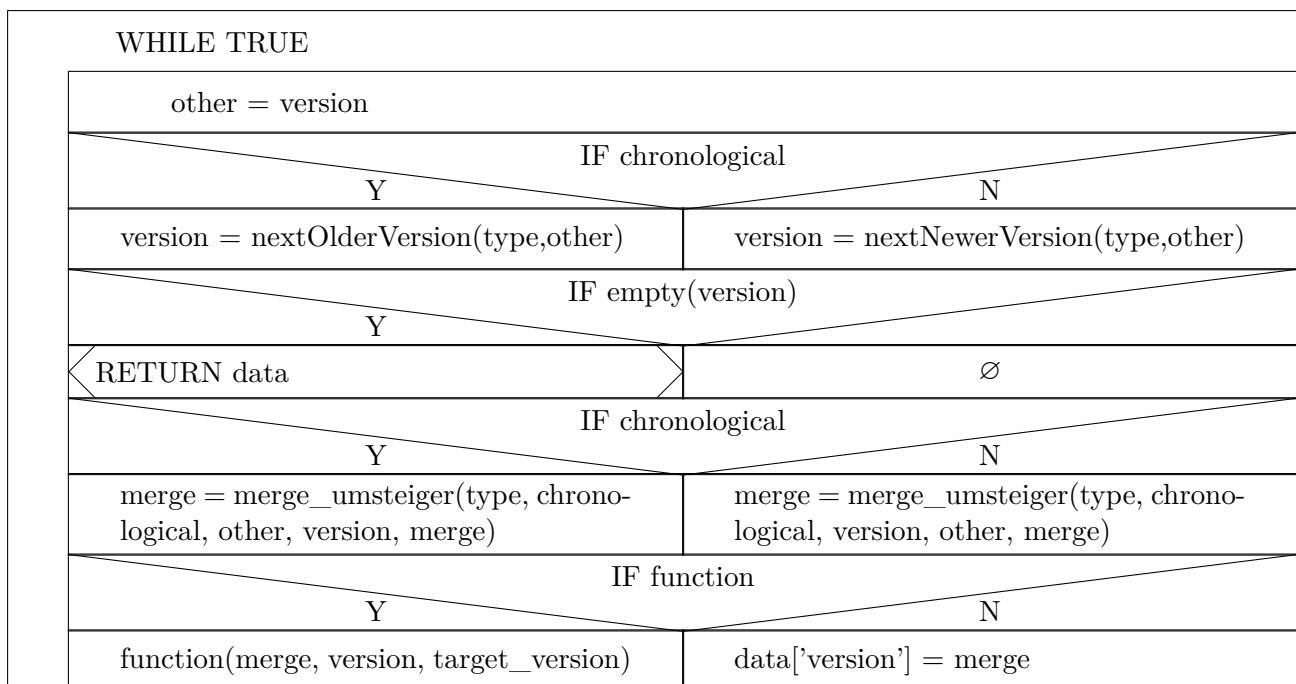 WHILE TRUE
other = version
IF chronological
Y
N
version = nextOlderVersion(type,other)
version = nextNewerVersion(type,other)
IF empty(version)
Y
RETURN data
∅
IF chronological
Y
N
merge = merge_umsteiger(type, chrono-
logical, other, version, merge)
merge = merge_umsteiger(type, chrono-
logical, version, other, merge)
IF function
Y
N
function(merge, version, target_version)
data['version'] = merge